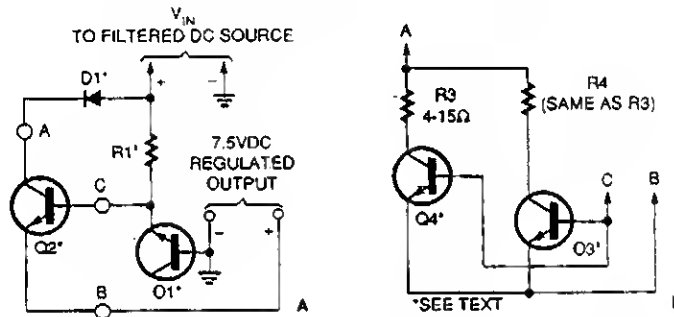 V_IN
TO FILTERED DC SOURCE
+
−
D1*
A
R1*
C
7.5VDC
REGULATED
OUTPUT
−
+
Q2*
Q1*
B
A
A
R3
4-15Ω
R4
(SAME AS R3)
C
B
Q4*
Q3*
*SEE TEXT